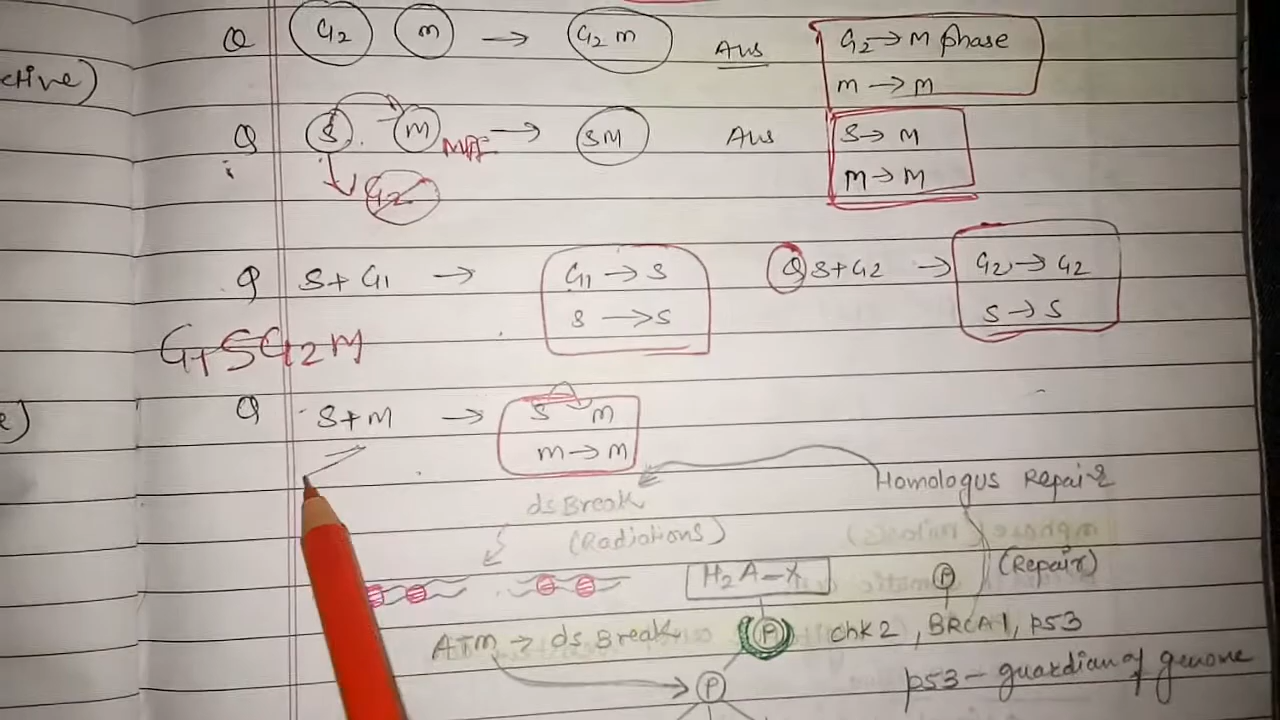 Q G2 m → G2 m Ans G2 → M phase
ctive) m → m
Q S M MPF → SM Ans S → M
G2 M → M
Q S + G1 → G1 → S Q S + G2 → G2 → G2
S → S S → S
G1 S G2 M
e) Q S + M → S M
m → M
Homologus Repair
ds Break
(Radiations)
H2A-X P (Repair)
ATM → ds Break P chk2, BRCA1, p53
P p53 - guardian of genome